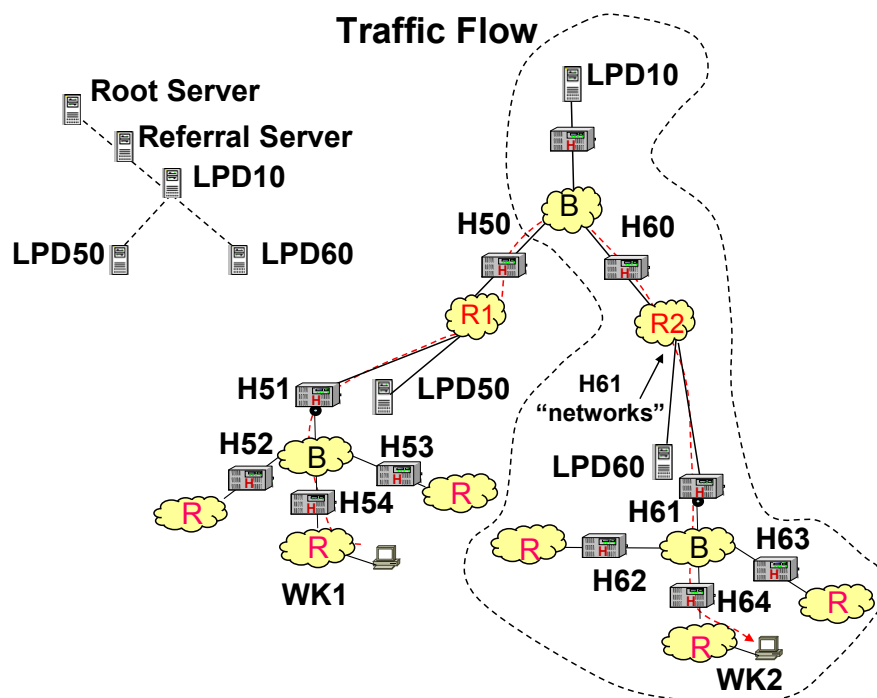 Traffic Flow
Root Server
Referral Server
LPD10
LPD50
LPD60
LPD10
H
B
H50
H60
H
H
R1
R2
H51
H
LPD50
H61
“networks”
LPD60
H52
H53
B
H
H
H54
H
R
R
R
WK1
H61
H
H63
R
H
B
H
H62
H64
H
R
R
WK2